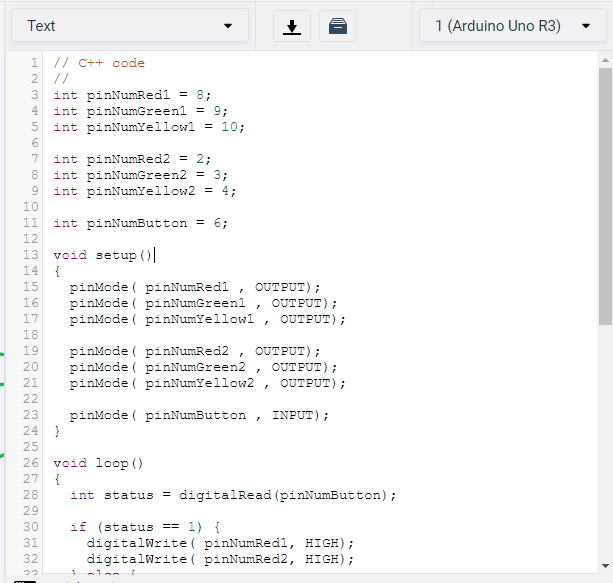 Text
1 (Arduino Uno R3)
1 // C++ code
2 //
3 int pinNumRed1 = 8;
4 int pinNumGreen1 = 9;
5 int pinNumYellow1 = 10;
6
7 int pinNumRed2 = 2;
8 int pinNumGreen2 = 3;
9 int pinNumYellow2 = 4;
10
11 int pinNumButton = 6;
12
13 void setup()
14 {
15   pinMode( pinNumRed1 , OUTPUT);
16   pinMode( pinNumGreen1 , OUTPUT);
17   pinMode( pinNumYellow1 , OUTPUT);
18
19   pinMode( pinNumRed2 , OUTPUT);
20   pinMode( pinNumGreen2 , OUTPUT);
21   pinMode( pinNumYellow2 , OUTPUT);
22
23   pinMode( pinNumButton , INPUT);
24 }
25
26 void loop()
27 {
28   int status = digitalRead(pinNumButton);
29
30   if (status == 1) {
31     digitalWrite( pinNumRed1, HIGH);
32     digitalWrite( pinNumRed2, HIGH);
33   } else {